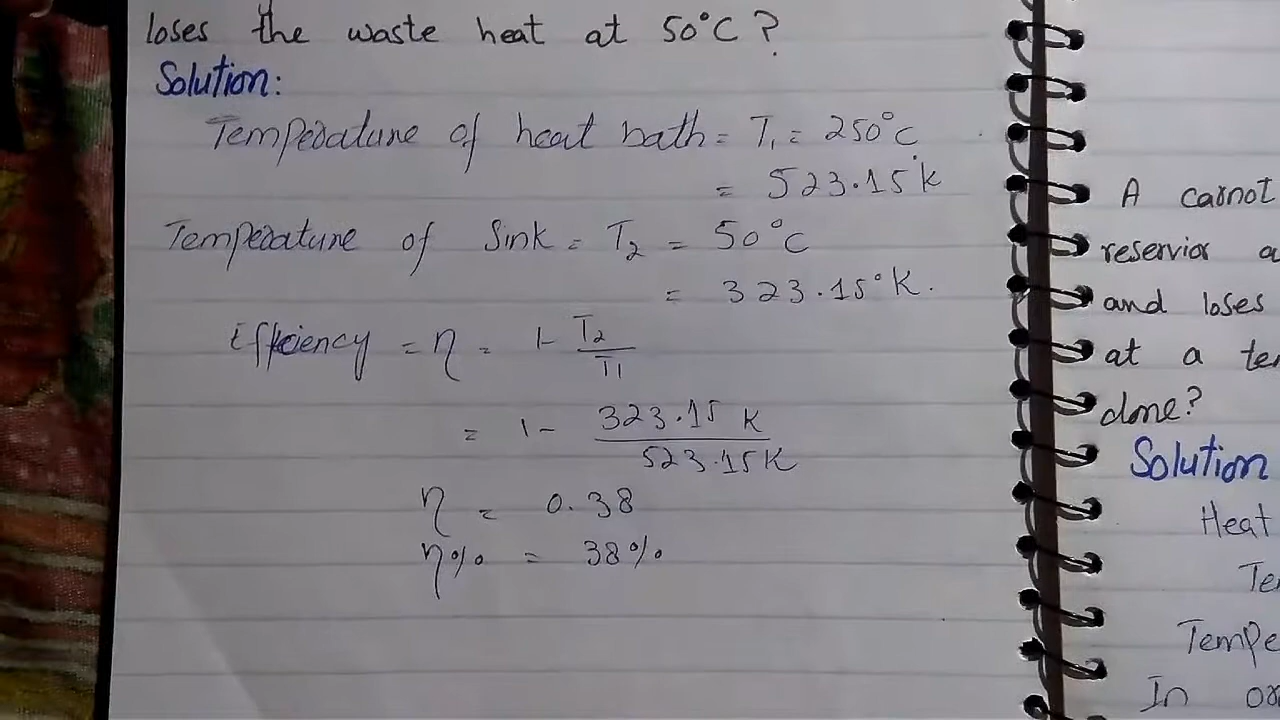 loses the waste heat at 50°C ?
Solution:
Temperature of heat bath = T₁ = 250°C
= 523.15 K
Temperature of Sink = T₂ = 50°C
= 323.15°K.
Efficiency = η = 1- T₂/T₁
= 1 - 323.15 K / 523.15K
η = 0.38
η% = 38%
A carnot
reservior
and loses
at a
done?
Solution
Heat
In